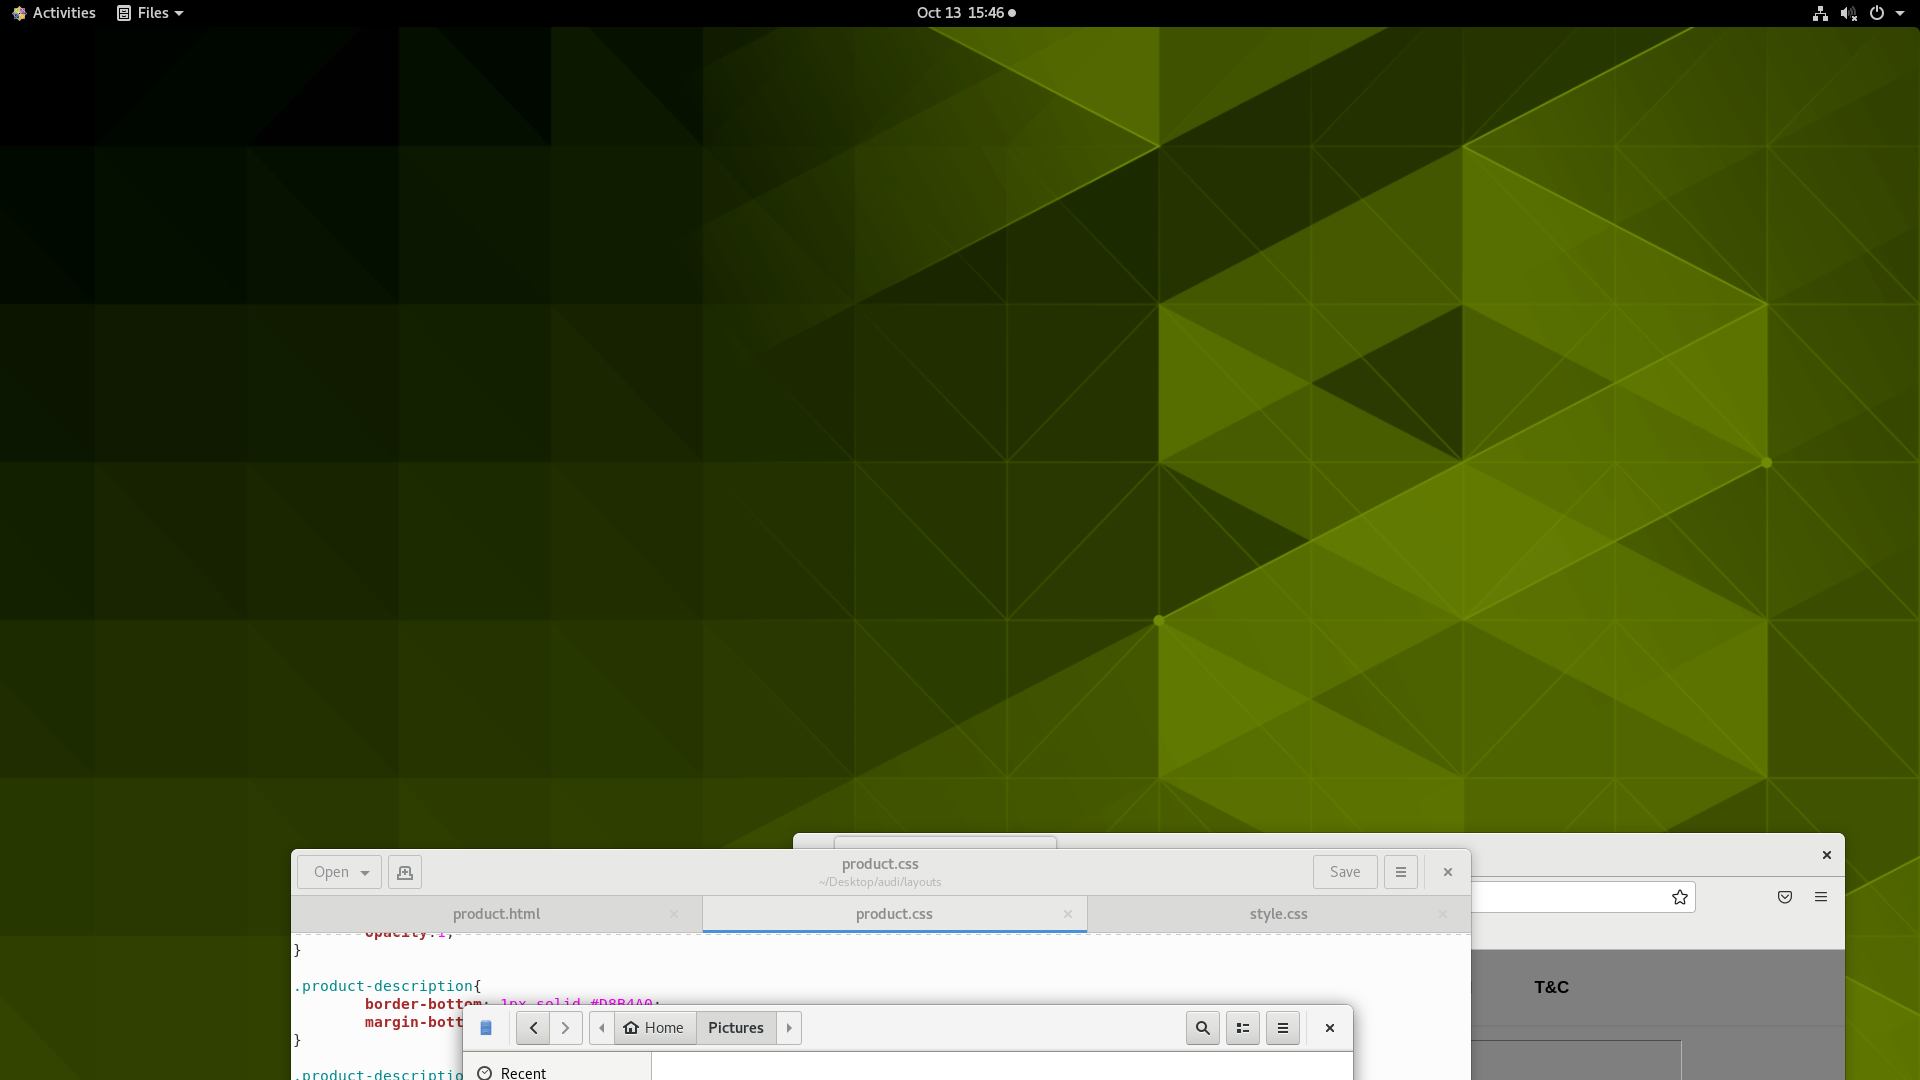 Activities Files Oct 13 15:46
Open product.css Save
~/Desktop/audi/layouts
product.html product.css style.css
opacity:1;
}
T&C
.product-description{
border-bottom: 1px solid #D8B4A0;
margin-bott
}
Home Pictures
Recent
.product-descriptio